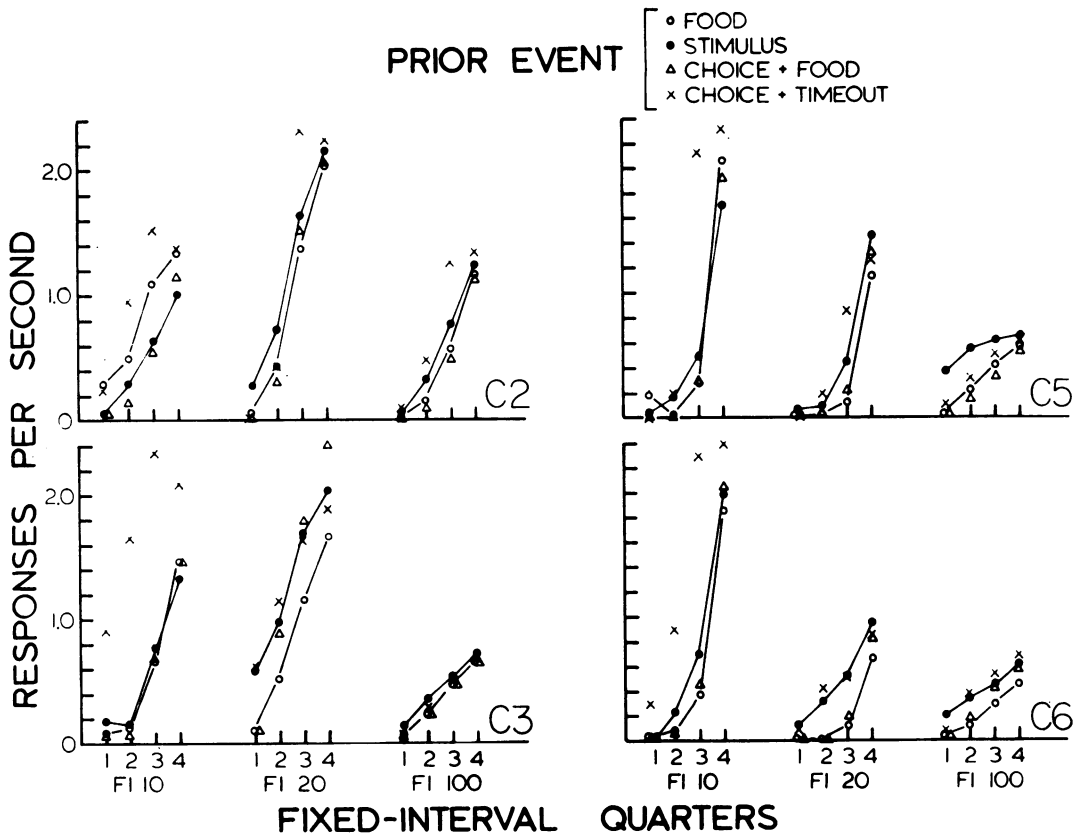 PRIOR EVENT
o FOOD
● STIMULUS
△ CHOICE + FOOD
× CHOICE + TIMEOUT
RESPONSES PER SECOND
2.0
1.0
0
C2
C5
2.0
1.0
0
C3
C6
1 2 3 4 1 2 3 4 1 2 3 4
FI 10 FI 20 FI 100
1 2 3 4 1 2 3 4 1 2 3 4
FI 10 FI 20 FI 100
FIXED-INTERVAL QUARTERS